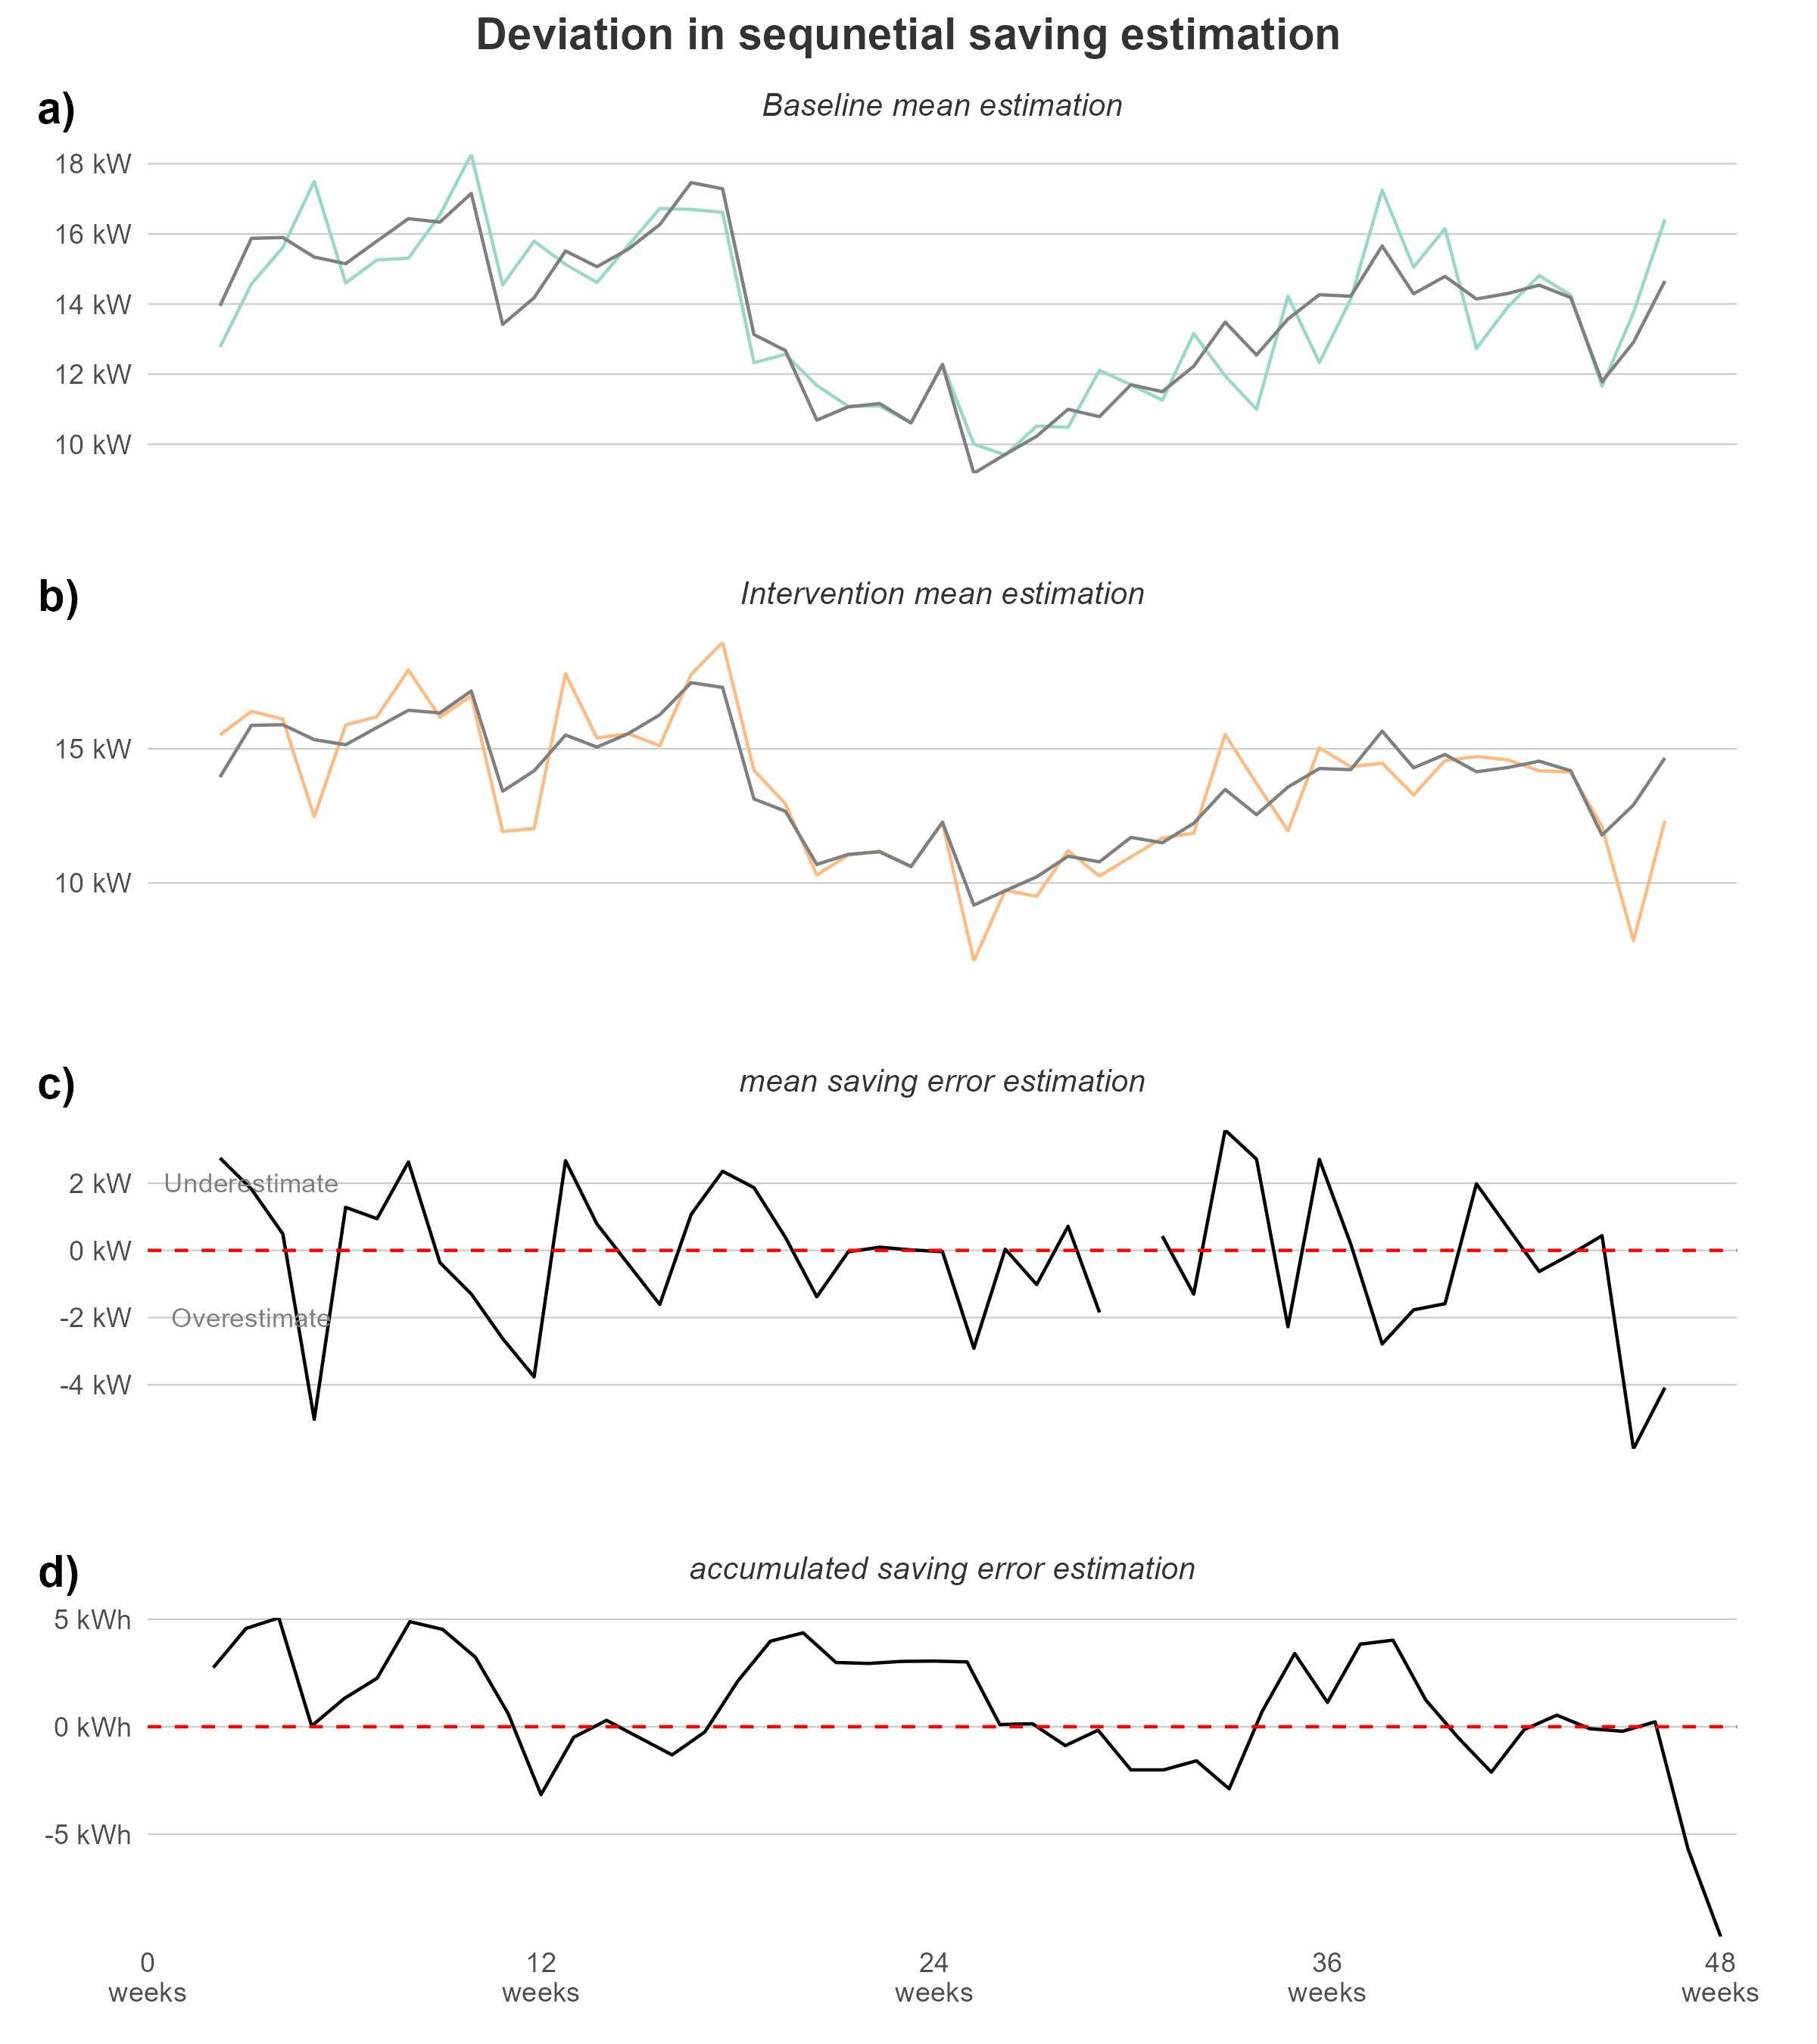 Deviation in sequnetial saving estimation
a)
Baseline mean estimation
18 kW
16 kW
14 kW
12 kW
10 kW
b)
Intervention mean estimation
15 kW
10 kW
c)
mean saving error estimation
2 kW
Underestimate
0 kW
-2 kW
Overestimate
-4 kW
d)
accumulated saving error estimation
5 kWh
0 kWh
-5 kWh
0
weeks
12
weeks
24
weeks
36
weeks
48
weeks